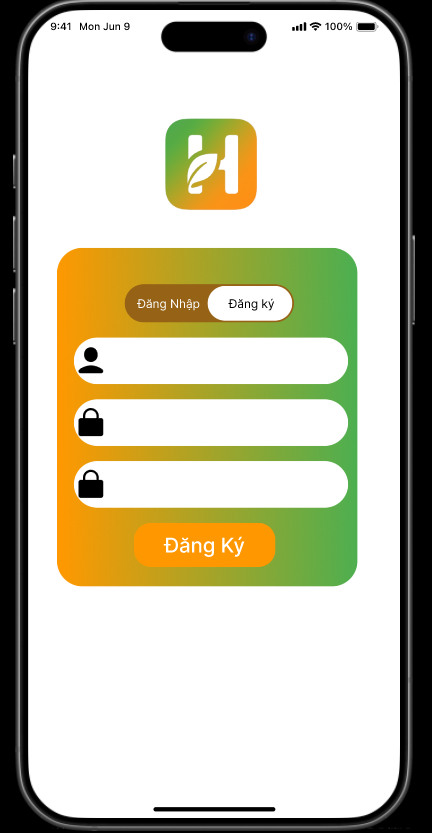 9:41 Mon Jun 9 100%
H
Đăng Nhập Đăng ký
Đăng Ký